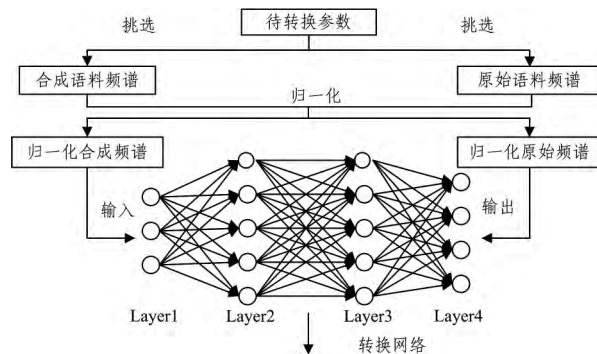 待转换参数
挑选
挑选
合成语料频谱
原始语料频谱
归一化
归一化合成频谱
归一化原始频谱
输入
输出
Layer1
Layer2
Layer3
Layer4
转换网络